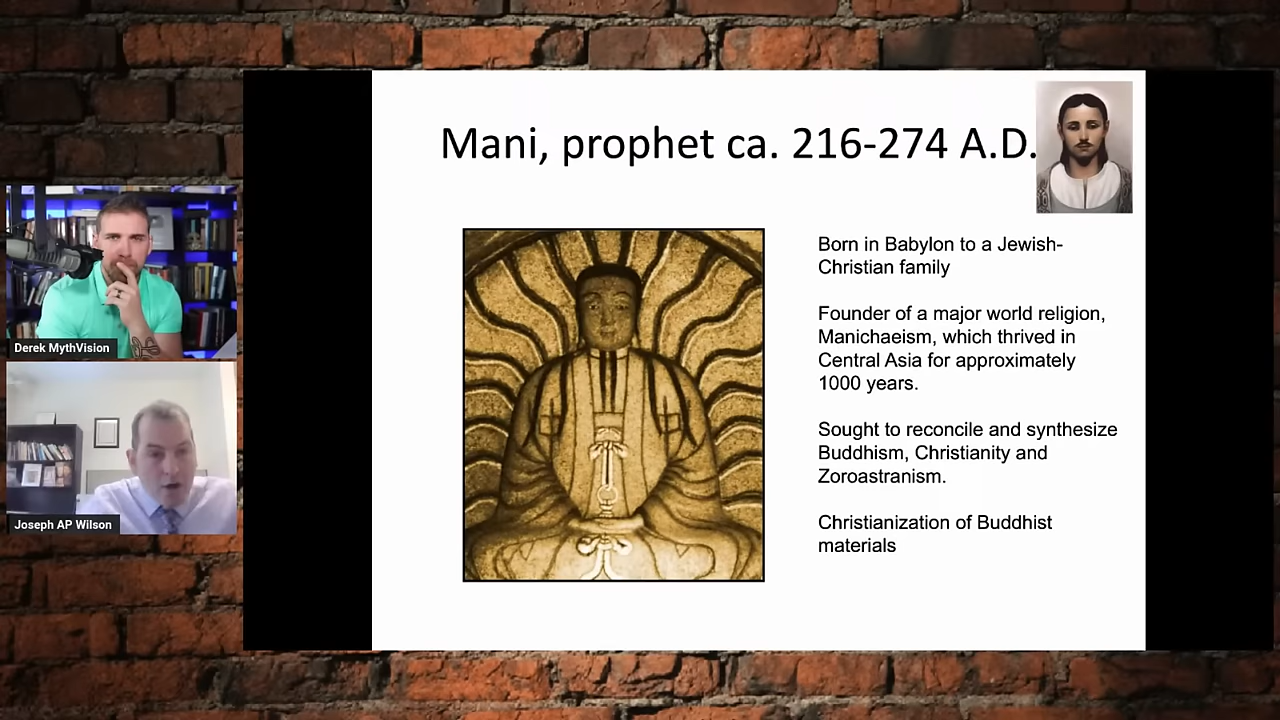 Mani, prophet ca. 216-274 A.D.
Born in Babylon to a Jewish-
Christian family
Founder of a major world religion,
Manichaeism, which thrived in
Central Asia for approximately
1000 years.
Sought to reconcile and synthesize
Buddhism, Christianity and
Zoroastranism.
Christianization of Buddhist
materials
Derek MythVision
Joseph AP Wilson